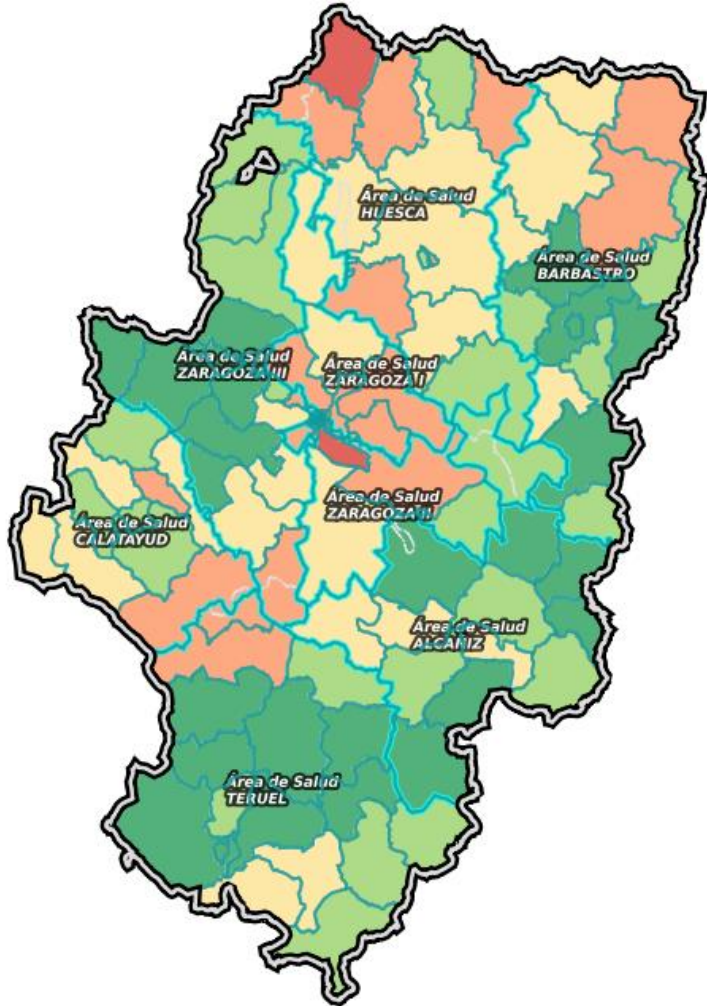 Área de Salud
HUESCA
Área de Salud
BARBASTRO
Área de Salud
ZARAGOZA III
Área de Salud
ZARAGOZA I
Área de Salud
ZARAGOZA II
Área de Salud
CALATAYUD
Área de Salud
ALCAÑIZ
Área de Salud
TERUEL